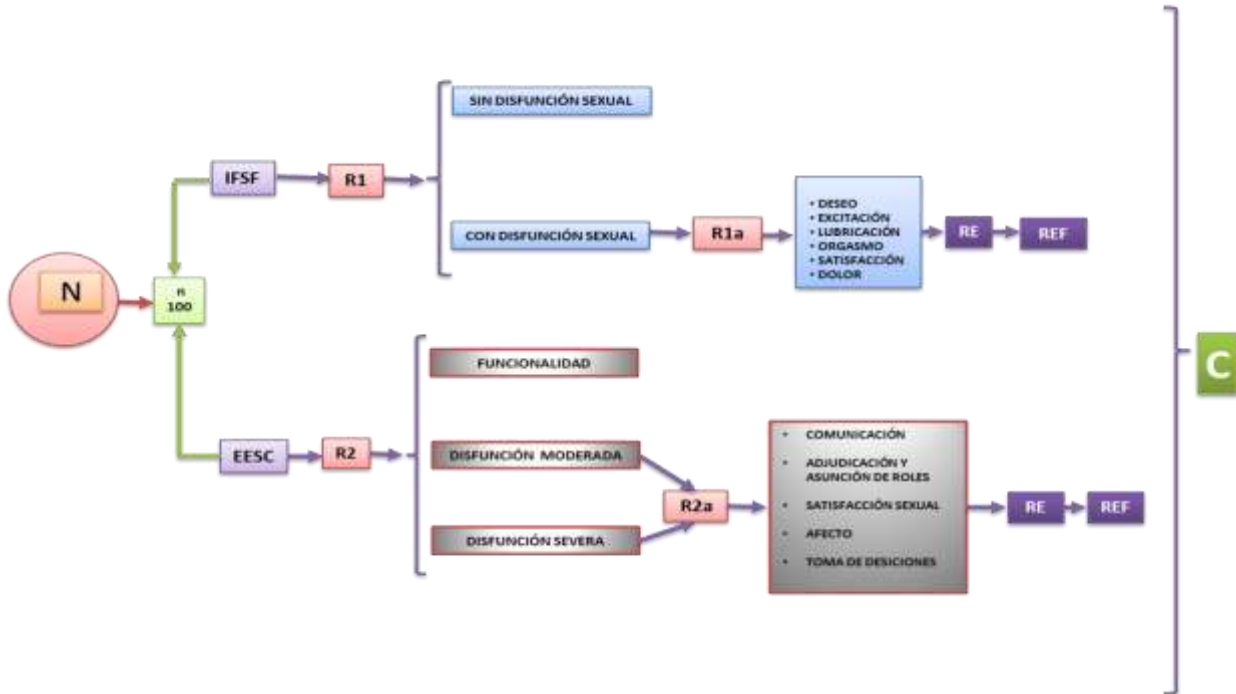 N
n
100
IFSF
R1
SIN DISFUNCIÓN SEXUAL
CON DISFUNCIÓN SEXUAL
R1a
• DESEO
• EXCITACIÓN
• LUBRICACIÓN
• ORGASMO
• SATISFACCIÓN
• DOLOR
RE
REF
EESC
R2
FUNCIONALIDAD
DISFUNCIÓN MODERADA
DISFUNCIÓN SEVERA
R2a
• COMUNICACIÓN
• ADJUDICACIÓN Y
ASUNCIÓN DE ROLES
• SATISFACCIÓN SEXUAL
• AFECTO
• TOMA DE DESICIONES
RE
REF
C